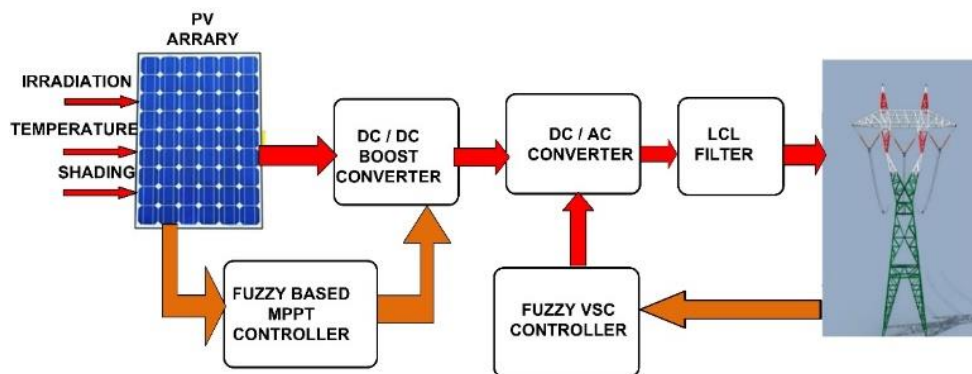 PV
ARRARY
IRRADIATION
TEMPERATURE
SHADING
DC / DC
BOOST
CONVERTER
DC / AC
CONVERTER
LCL
FILTER
FUZZY BASED
MPPT
CONTROLLER
FUZZY VSC
CONTROLLER